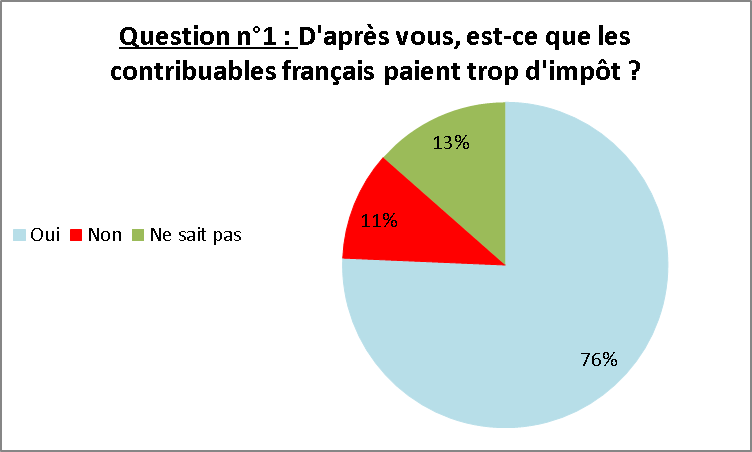 Question n°1 : D'après vous, est-ce que les
contribuables français paient trop d'impôt ?
13%
11%
Oui Non Ne sait pas
76%